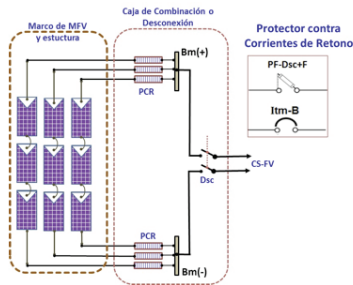 Marco de MFV
y estuctura
Caja de Combinación o
Desconexión
Protector contra
Corrientes de Retono
Bm(+)
PCR
PF-Dsc+F
Itm-B
CS-FV
Dsc
PCR
Bm(-)